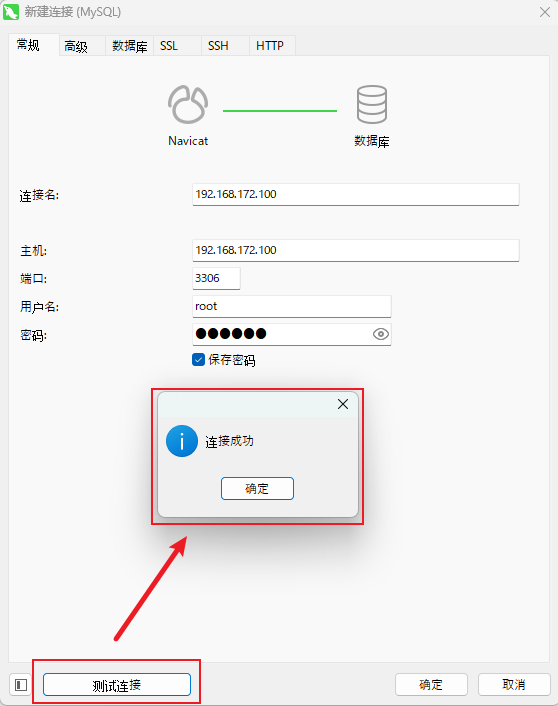 新建连接 (MySQL)
常规 高级 数据库 SSL SSH HTTP
Navicat 数据库
连接名: 192.168.172.100
主机: 192.168.172.100
端口: 3306
用户名: root
密码: ●●●●●●
保存密码
连接成功
确定
测试连接 确定 取消